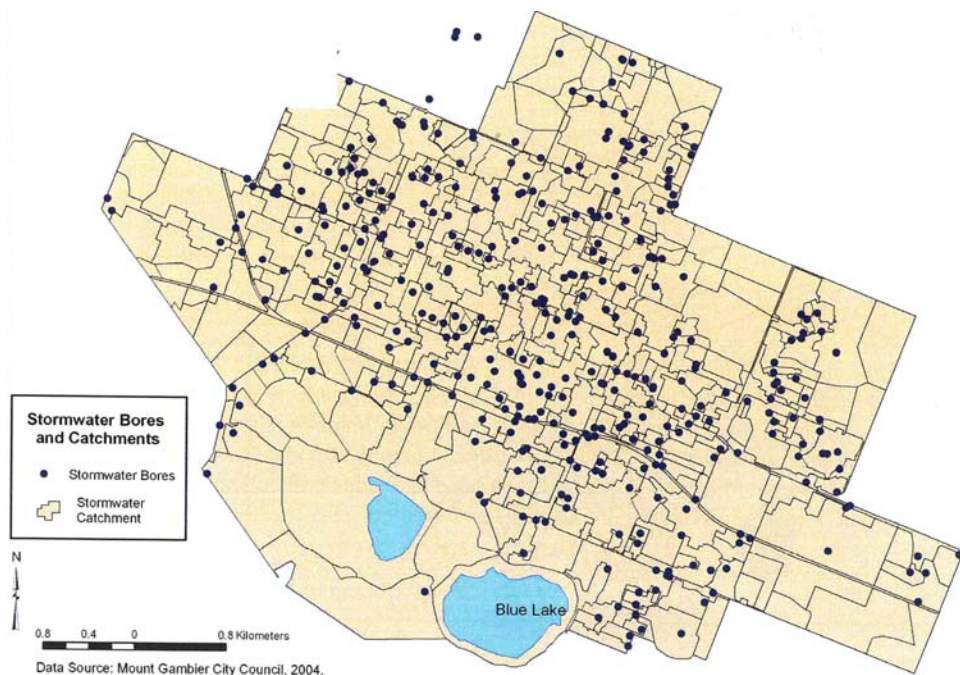 Stormwater Bores
and Catchments
Stormwater Bores
Stormwater
Catchment
N
Blue Lake
0.8 0.4 0 0.8 Kilometers
Data Source: Mount Gambier City Council, 2004.